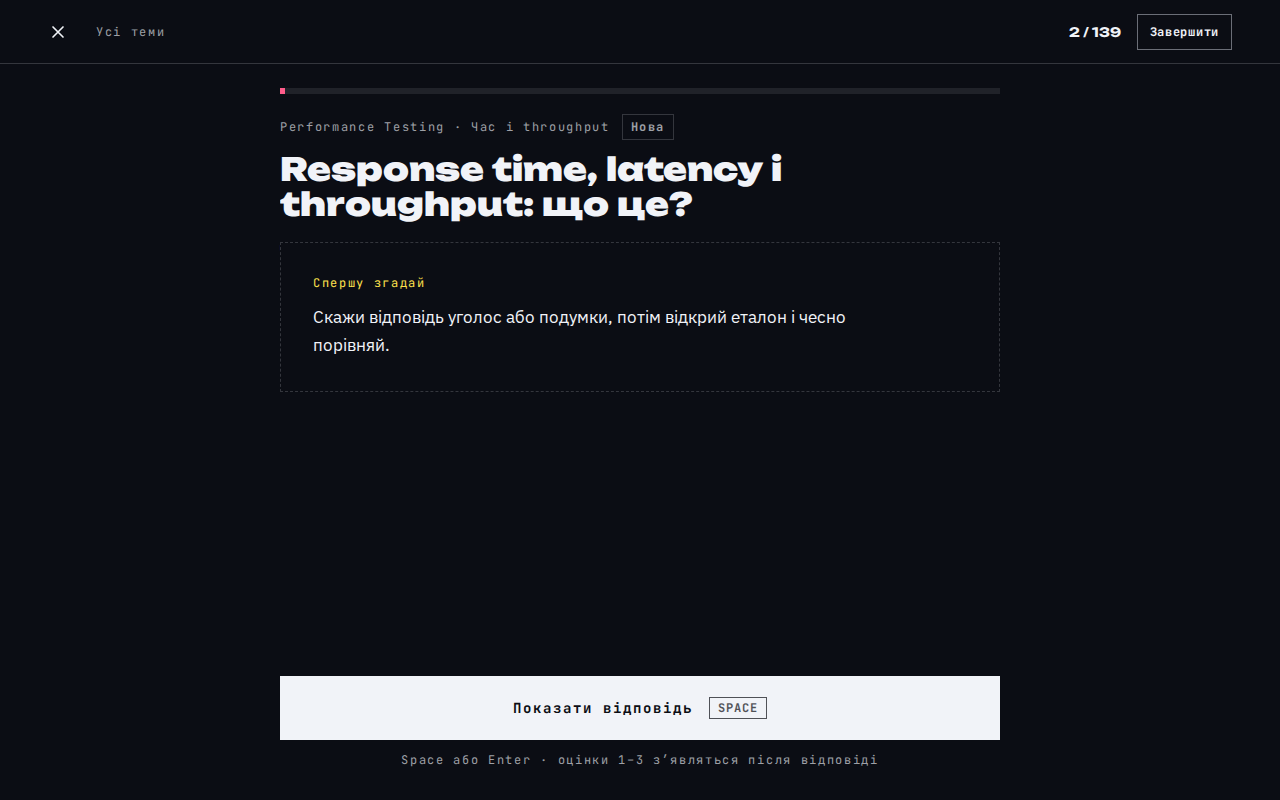 Усі теми
2 / 139
Завершити
Performance Testing · Час і throughput
Нова
Response time, latency і
throughput: що це?
Спершу згадай
Скажи відповідь уголос або подумки, потім відкрий еталон і чесно
порівняй.
Показати відповідь
SPACE
Space або Enter · оцінки 1–3 з’являться після відповіді